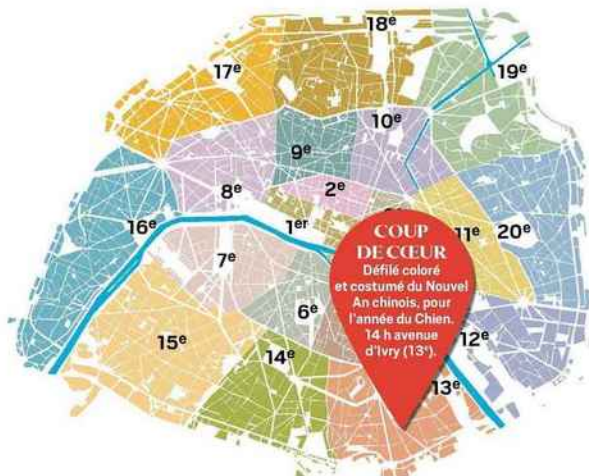 18e
17e
19e
10e
9e
8e
2e
1er
11e
20e
16e
7e
6e
15e
14e
12e
13e
COUP
DE CŒUR
Défilé coloré
et costumé du Nouvel
An chinois, pour
l'année du Chien.
14 h avenue
d'Ivry (13e).